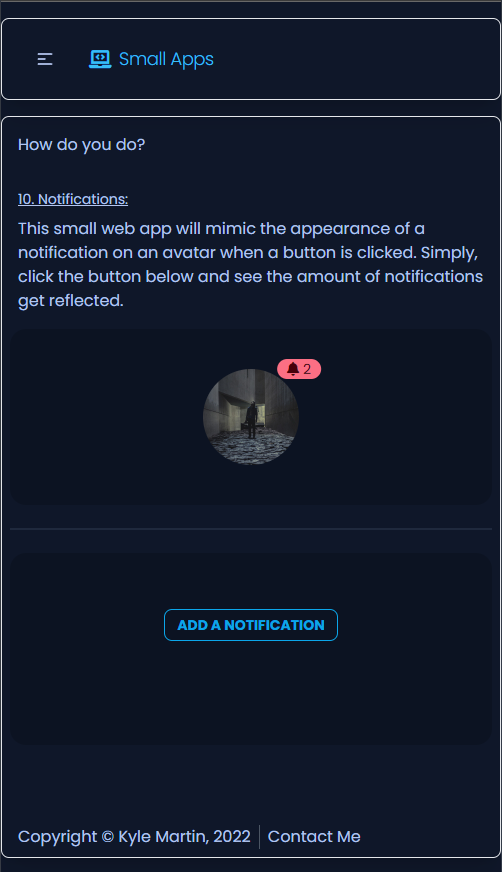 Small Apps
How do you do?
10. Notifications:
This small web app will mimic the appearance of a
notification on an avatar when a button is clicked. Simply,
click the button below and see the amount of notifications
get reflected.
2
ADD A NOTIFICATION
Copyright © Kyle Martin, 2022 Contact Me